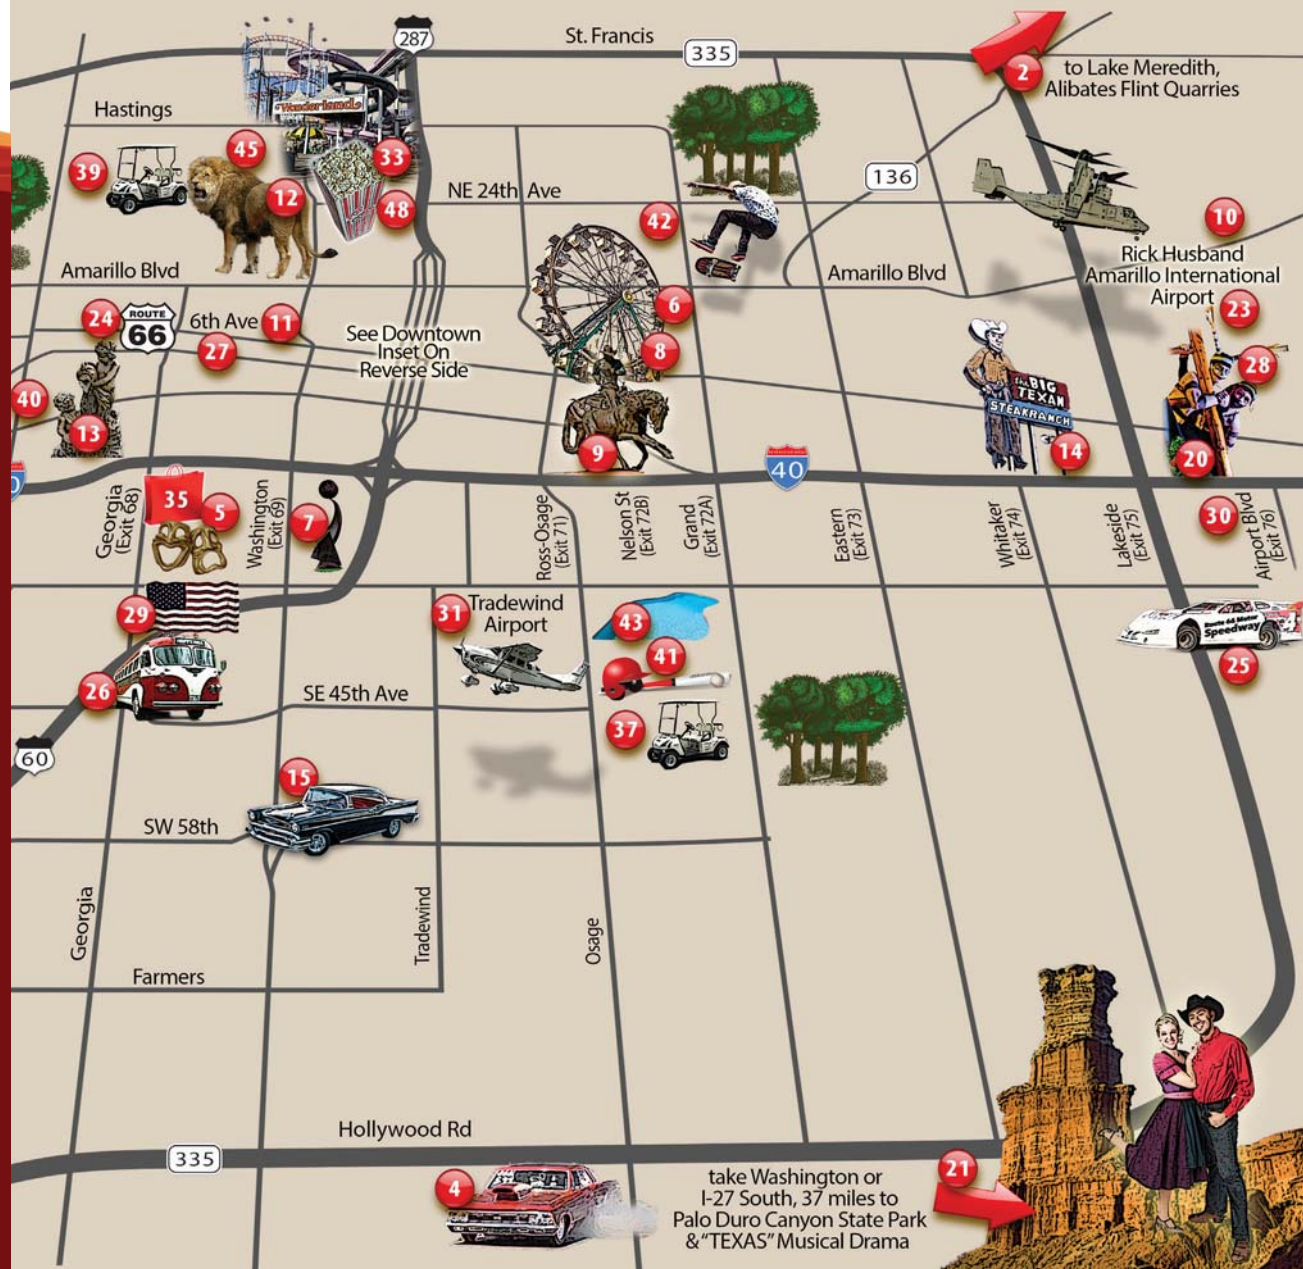 287
St. Francis
335
2
to Lake Meredith,
Alibates Flint Quarries
Hastings
Wonderland
45
33
39
12
48
NE 24th Ave
136
42
10
Amarillo Blvd
Amarillo Blvd
Rick Husband
Amarillo International
Airport
24
ROUTE
66
6th Ave
11
27
See Downtown
Inset On
Reverse Side
6
8
23
28
the BIG
TEXAN
STEAK RANCH
40
13
9
14
20
40
0
35
5
7
30
Georgia
(Exit 68)
Washington
(Exit 69)
Ross-Osage
(Exit 71)
Nelson St
(Exit 72B)
Grand
(Exit 72A)
Eastern
(Exit 73)
Whitaker
(Exit 74)
Lakeside
(Exit 75)
Airport Blvd
(Exit 76)
29
31
Tradewind
Airport
43
Route 66 Motor
Speedway
41
25
26
SE 45th Ave
37
60
15
SW 58th
Georgia
Tradewind
Osage
Farmers
Hollywood Rd
335
4
21
take Washington or
I-27 South, 37 miles to
Palo Duro Canyon State Park
& "TEXAS" Musical Drama